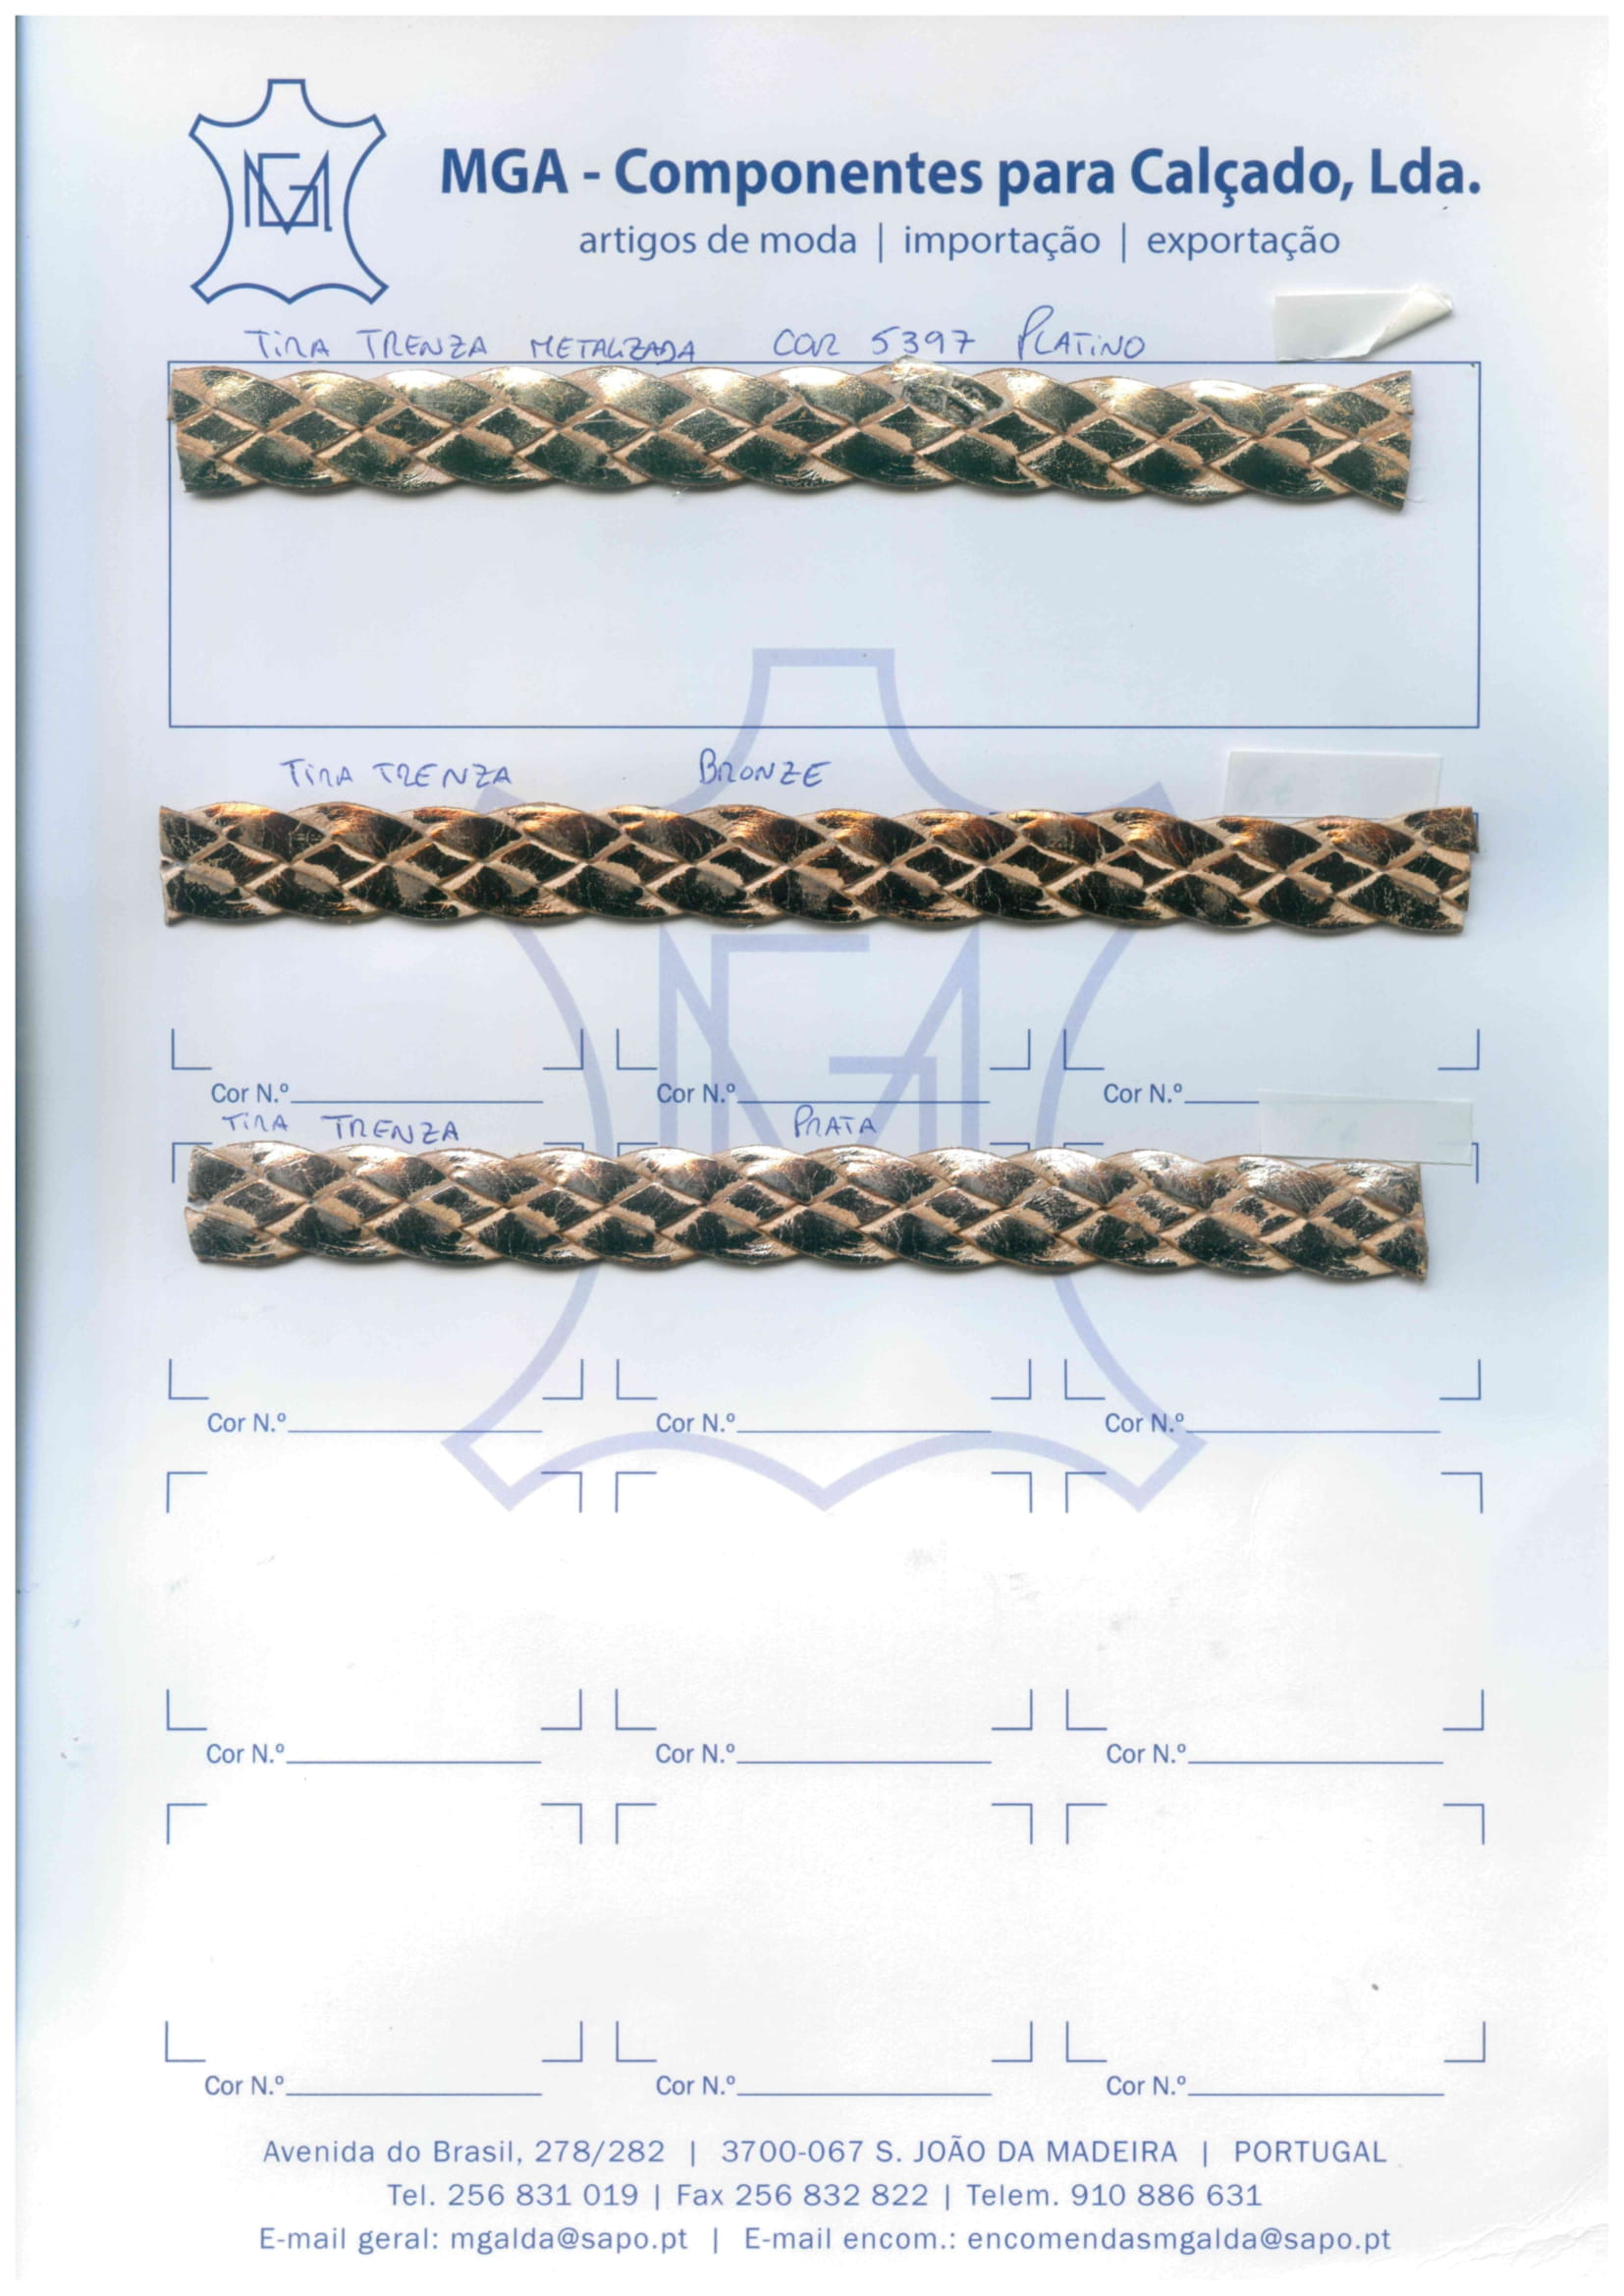 MGA
MGA - Componentes para Calçado, Lda.
artigos de moda | importação | exportação
TIRA TRENZA METALIZADA COR 5397 PLATINO
TIRA TRENZA BRONZE
MGA
Cor N.º Cor N.º Cor N.º
TIRA TRENZA PRATA
Cor N.º Cor N.º Cor N.º
Cor N.º Cor N.º Cor N.º
Cor N.º Cor N.º Cor N.º
Avenida do Brasil, 278/282 | 3700-067 S. JOÃO DA MADEIRA | PORTUGAL
Tel. 256 831 019 | Fax 256 832 822 | Telem. 910 886 631
E-mail geral: mgalda@sapo.pt | E-mail encom.: encomendasmgalda@sapo.pt